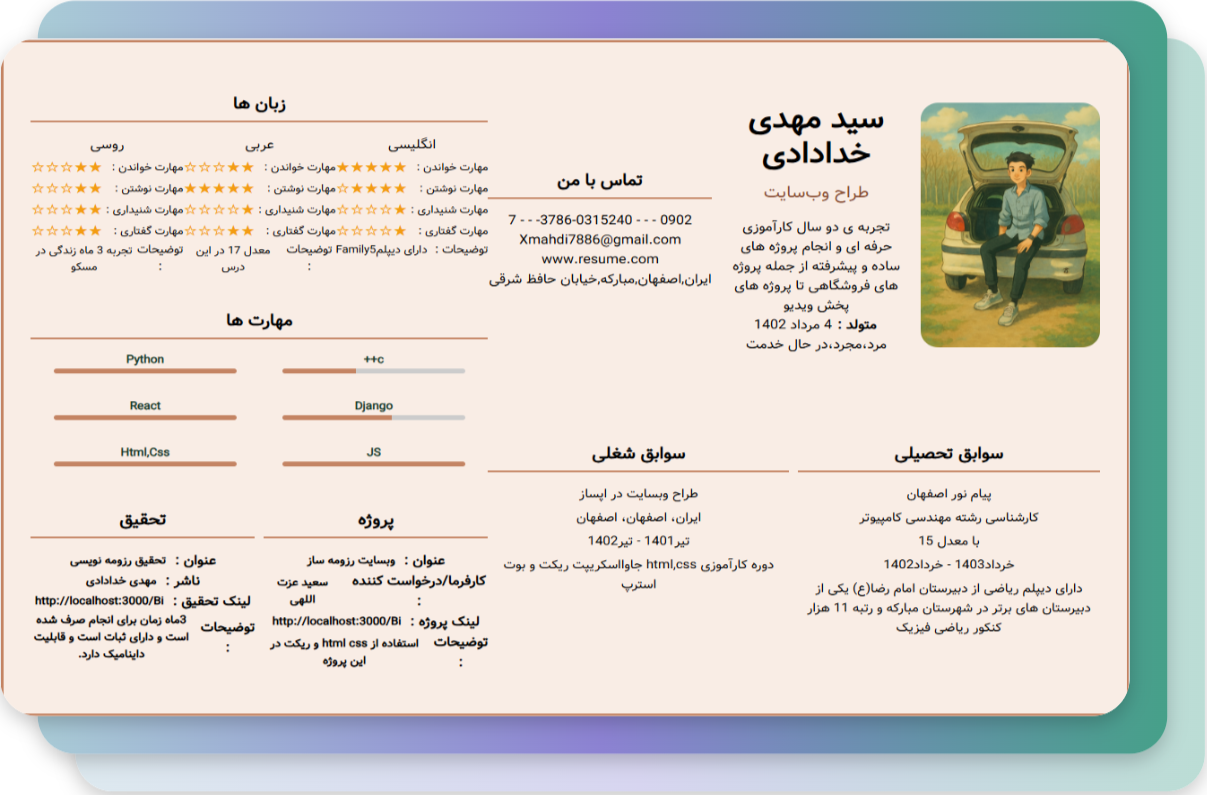 سید مهدی
خدادادی
طراح وب‌سایت
تجربه ی دو سال کارآموزی
حرفه ای و انجام پروژه های
ساده و پیشرفته از جمله پروژه
های فروشگاهی تا پروژه های
پخش ویدیو
متولد : 4 مرداد 1402
مرد،مجرد،در حال خدمت
تماس با من
7 - - -3786-0315240 - - - 0902
Xmahdi7886@gmail.com
www.resume.com
ایران,اصفهان,مبارکه,خیابان حافظ شرقی
سوابق تحصیلی
پیام نور اصفهان
کارشناسی رشته مهندسی کامپیوتر
با معدل 15
خرداد1403 - خرداد1402
دارای دیپلم ریاضی از دبیرستان امام رضا(ع) یکی از
دبیرستان های برتر در شهرستان مبارکه و رتبه 11 هزار
کنکور ریاضی فیزیک
سوابق شغلی
طراح وبسایت در اپساز
ایران، اصفهان، اصفهان
تیر1401 - تیر1402
دوره کارآموزی html,css جاوااسکریپت ریکت و بوت
استرپ
زبان ها
انگلیسی
مهارت خواندن : ★★★★★
مهارت نوشتن : ★★★★☆
مهارت شنیداری : ★☆☆☆☆
مهارت گفتاری : ★☆☆☆☆
توضیحات : دارای دیپلمFamily5
عربی
مهارت خواندن : ★★☆☆☆
مهارت نوشتن : ★★★★★
مهارت شنیداری : ★☆☆☆☆
مهارت گفتاری : ★★☆☆☆
توضیحات معدل 17 در این
: درس
روسی
مهارت خواندن : ★★☆☆☆
مهارت نوشتن : ★★☆☆☆
مهارت شنیداری : ★★☆☆☆
مهارت گفتاری : ★★☆☆☆
توضیحات تجربه 3 ماه زندگی در
: مسکو
مهارت ها
++c
Python
Django
React
JS
Html,Css
پروژه
عنوان : وبسایت رزومه ساز
کارفرما/درخواست کننده سعید عزت
: اللهی
لینک پروژه : http://localhost:3000/Bi
توضیحات استفاده از html css و ریکت در
: این پروژه
تحقیق
عنوان : تحقیق رزومه نویسی
ناشر : مهدی خدادادی
لینک تحقیق : http://localhost:3000/Bi
توضیحات 3ماه زمان برای انجام صرف شده
: است و دارای ثبات است و قابلیت
داینامیک دارد.